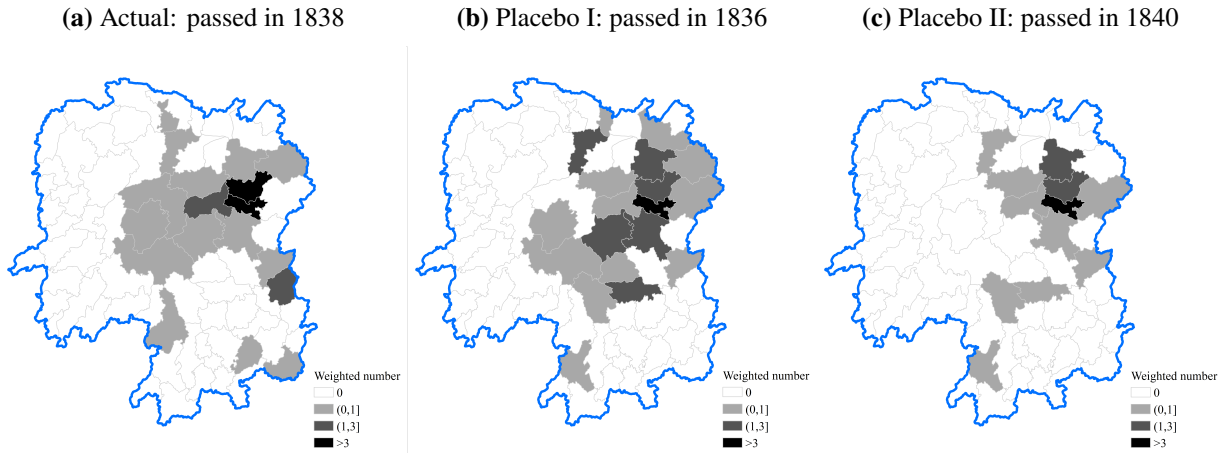 (a) Actual: passed in 1838
(b) Placebo I: passed in 1836
(c) Placebo II: passed in 1840
Weighted number
0
(0,1]
(1,3]
>3
Weighted number
0
(0,1]
(1,3]
>3
Weighted number
0
(0,1]
(1,3]
>3